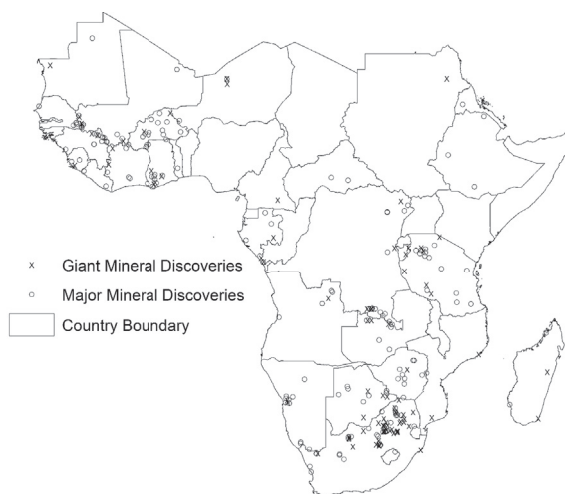 x Giant Mineral Discoveries
o Major Mineral Discoveries
Country Boundary